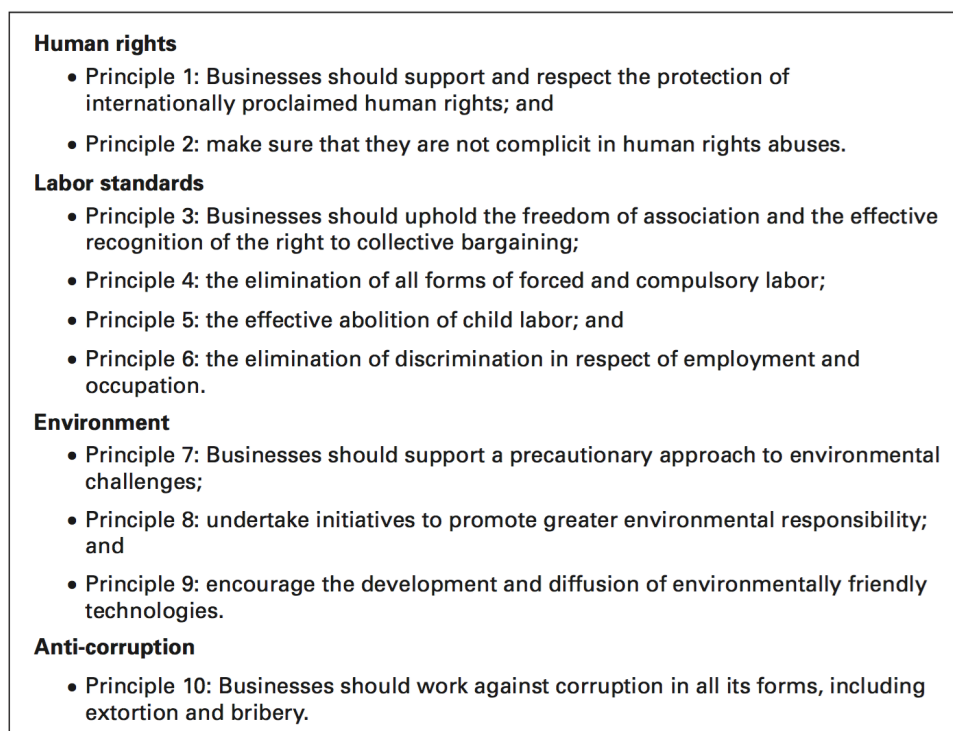 Human rights
• Principle 1: Businesses should support and respect the protection of
internationally proclaimed human rights; and
• Principle 2: make sure that they are not complicit in human rights abuses.
Labor standards
• Principle 3: Businesses should uphold the freedom of association and the effective
recognition of the right to collective bargaining;
• Principle 4: the elimination of all forms of forced and compulsory labor;
• Principle 5: the effective abolition of child labor; and
• Principle 6: the elimination of discrimination in respect of employment and
occupation.
Environment
• Principle 7: Businesses should support a precautionary approach to environmental
challenges;
• Principle 8: undertake initiatives to promote greater environmental responsibility;
and
• Principle 9: encourage the development and diffusion of environmentally friendly
technologies.
Anti-corruption
• Principle 10: Businesses should work against corruption in all its forms, including
extortion and bribery.